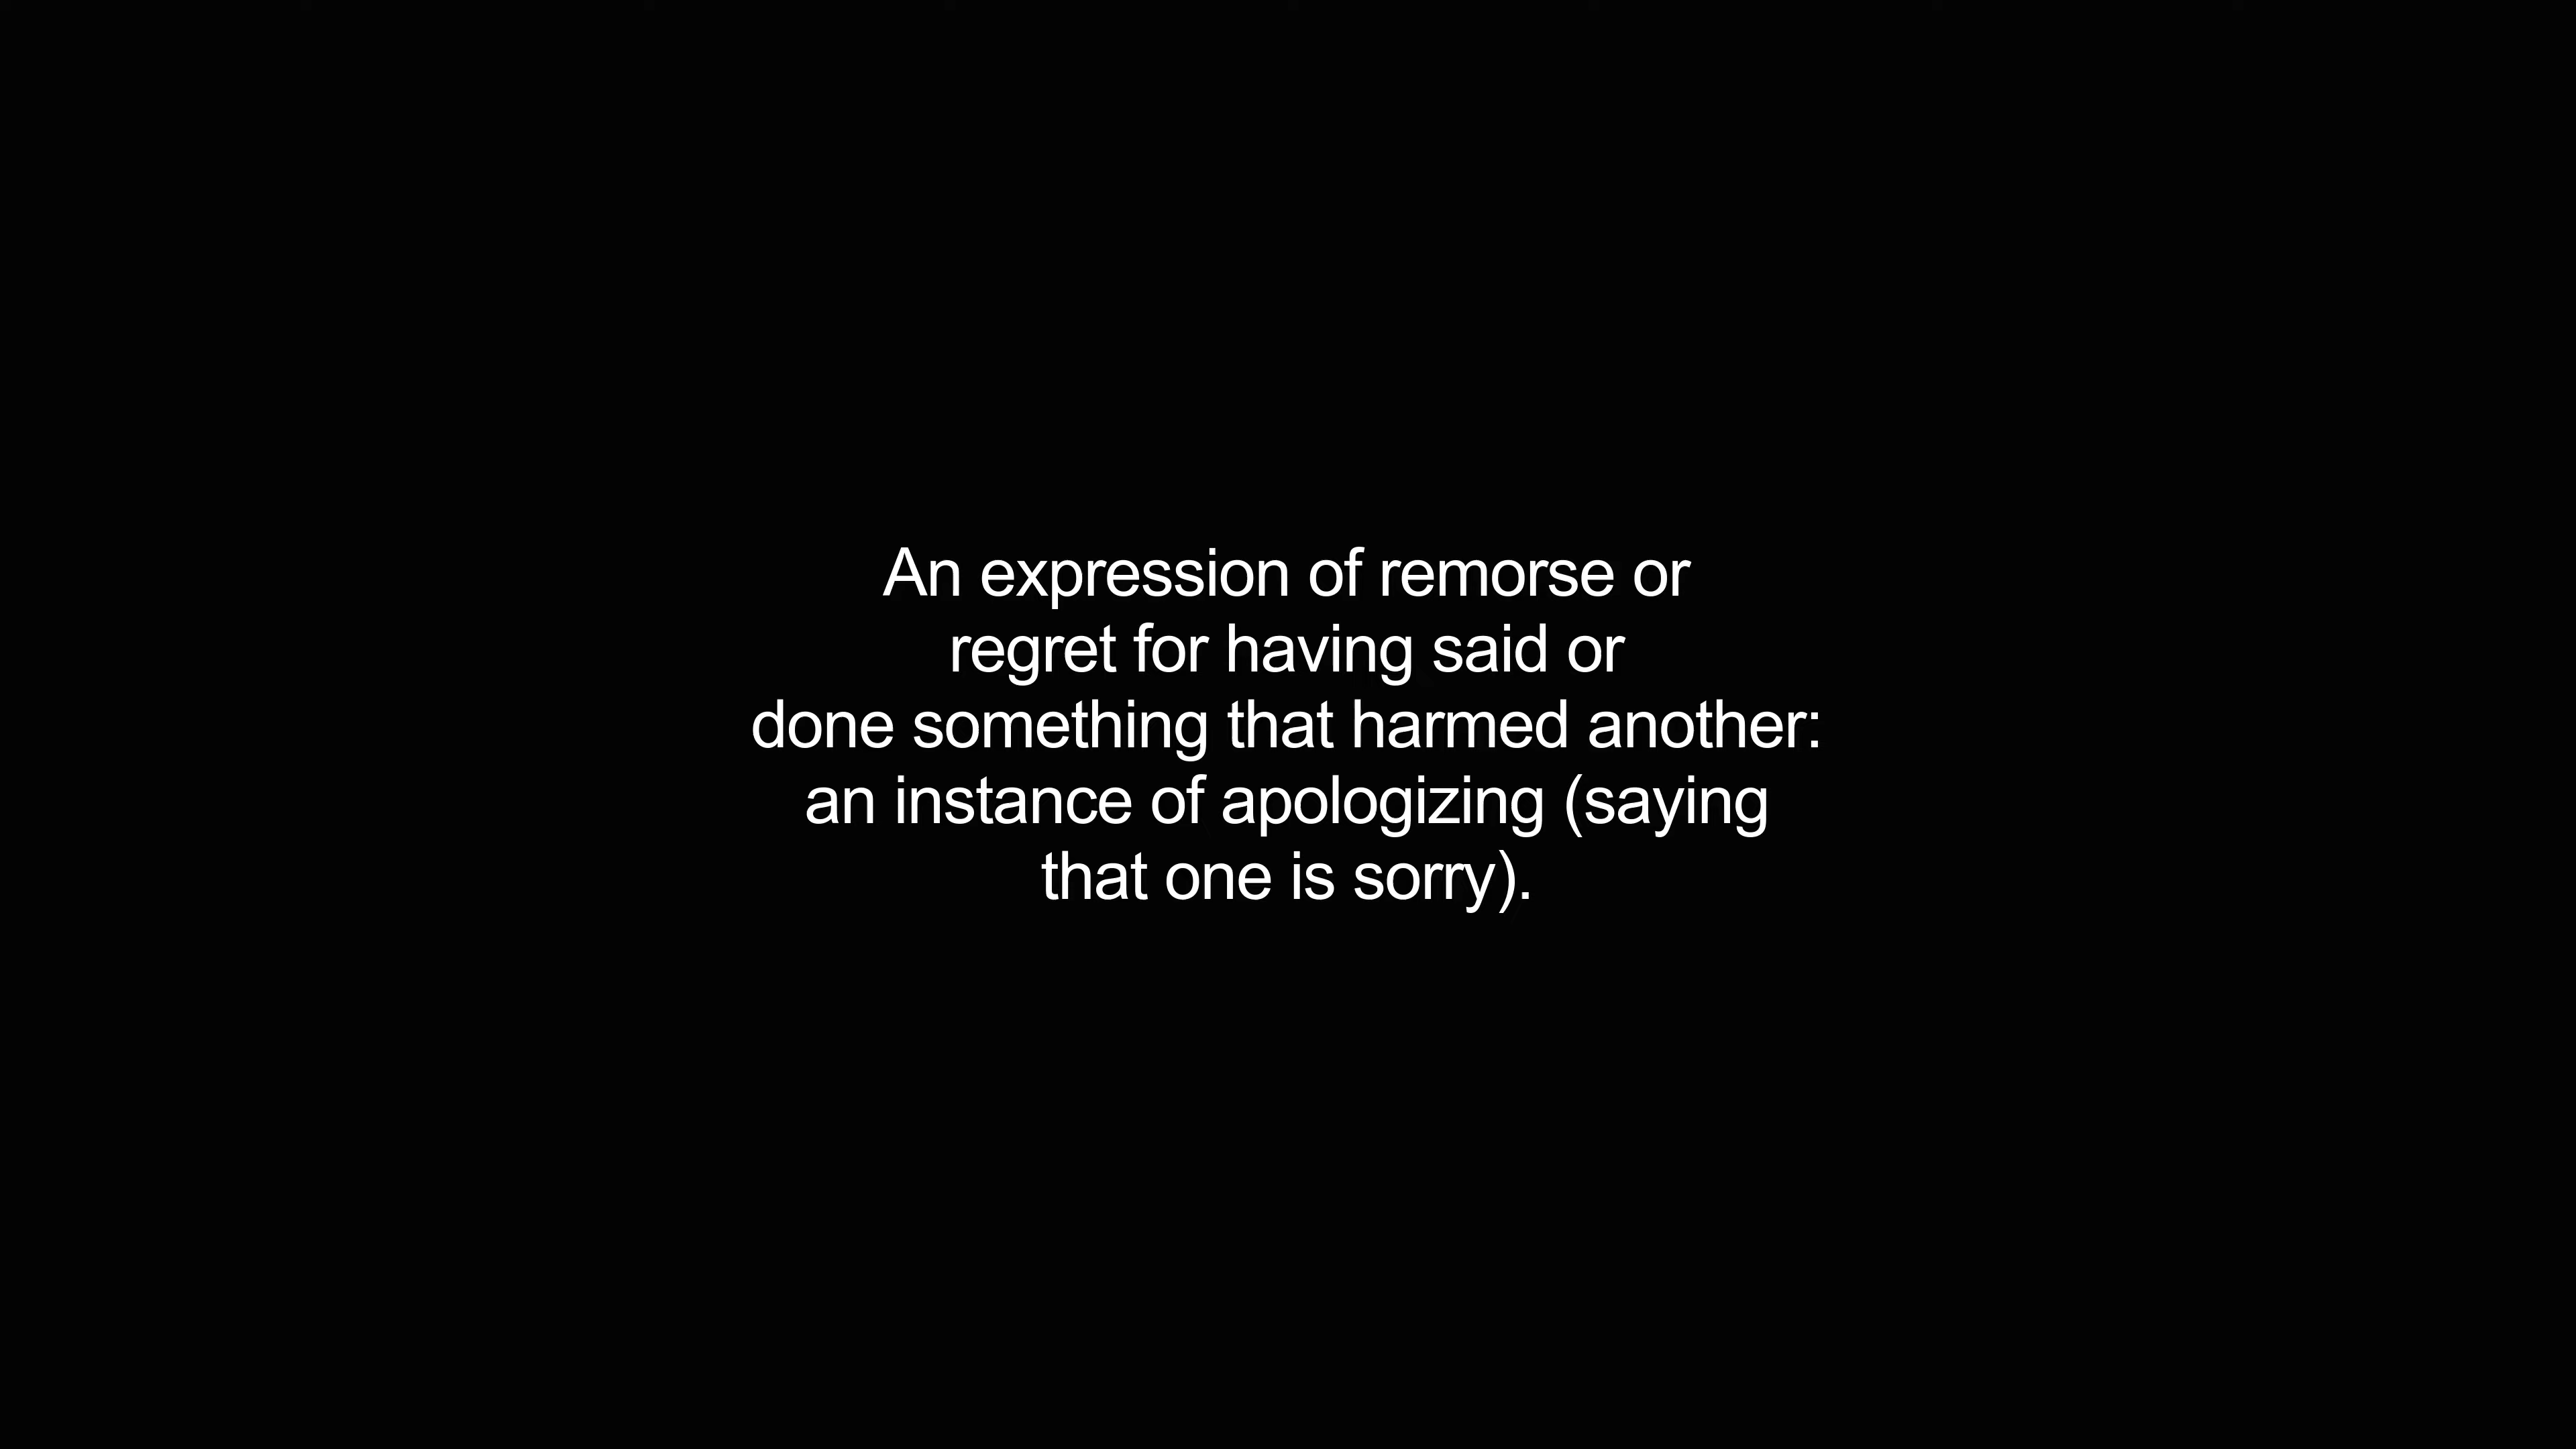 An expression of remorse or
regret for having said or
done something that harmed another:
an instance of apologizing (saying
that one is sorry).